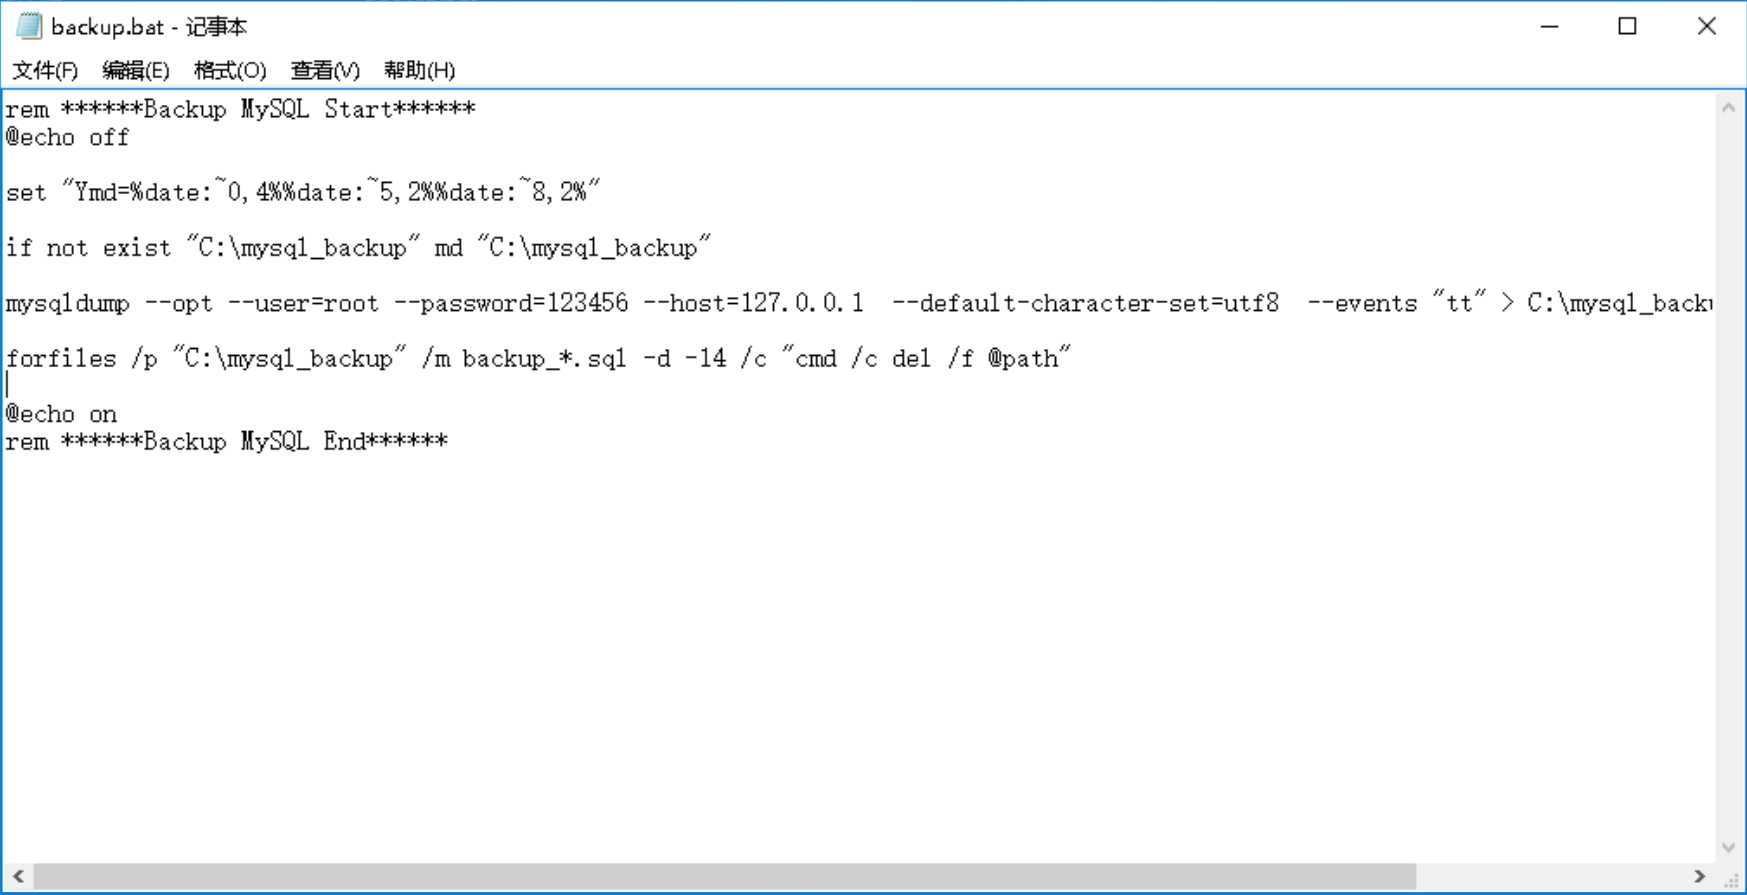 backup.bat - 记事本
文件(F) 编辑(E) 格式(O) 查看(V) 帮助(H)
rem ******Backup MySQL Start******
@echo off
set "Ymd=%date:~0,4%%date:~5,2%%date:~8,2%"
if not exist "C:\mysql_backup" md "C:\mysql_backup"
mysqldump --opt --user=root --password=123456 --host=127.0.0.1  --default-character-set=utf8  --events "tt" > C:\mysql_back
forfiles /p "C:\mysql_backup" /m backup_*.sql -d -14 /c "cmd /c del /f @path"
@echo on
rem ******Backup MySQL End******